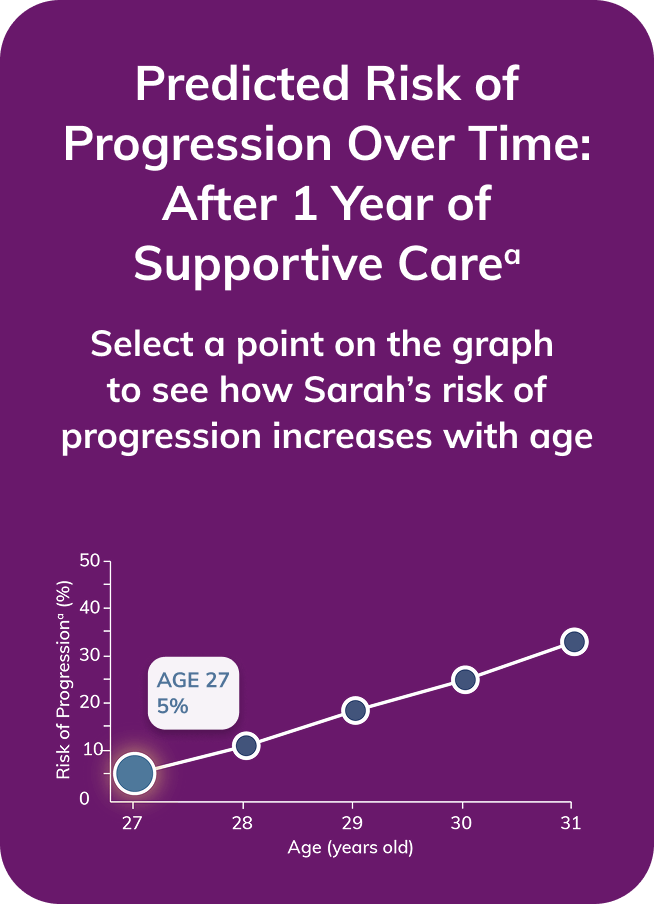 Predicted Risk of
Progression Over Time:
After 1 Year of
Supportive Careᵃ
Select a point on the graph
to see how Sarah’s risk of
progression increases with age
Risk of Progressionᵃ (%)
50
40
30
20
10
0
AGE 27
5%
27 28 29 30 31
Age (years old)